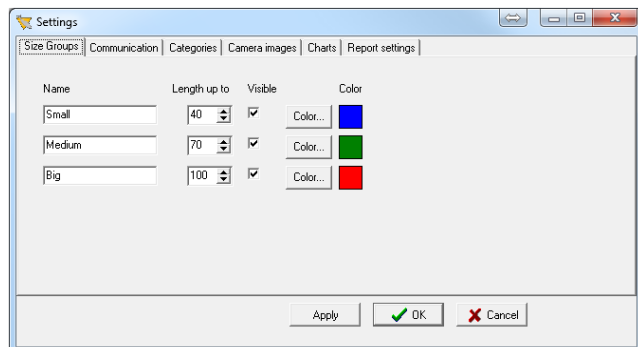 Settings
Size Groups Communication Categories Camera images Charts Report settings
Name Length up to Visible Color
Small 40 Color...
Medium 70 Color...
Big 100 Color...
Apply OK Cancel